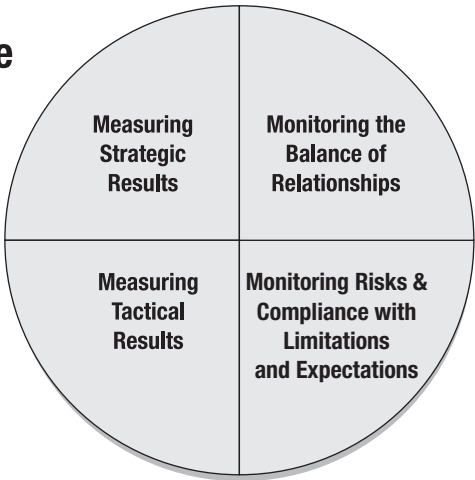 Measuring
Strategic
Results
Monitoring the
Balance of
Relationships
Measuring
Tactical
Results
Monitoring Risks &
Compliance with
Limitations
and Expectations